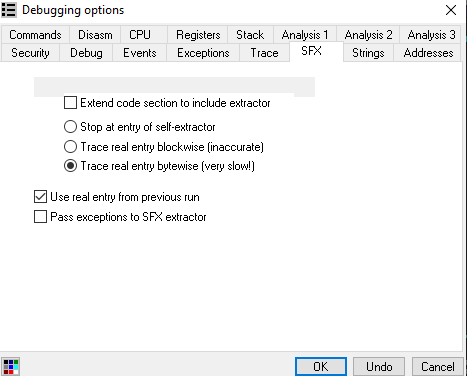 Debugging options
Commands Disasm CPU Registers Stack Analysis 1 Analysis 2 Analysis 3
Security Debug Events Exceptions Trace SFX Strings Addresses
Extend code section to include extractor
Stop at entry of self-extractor
Trace real entry blockwise (inaccurate)
Trace real entry bytewise (very slow!)
Use real entry from previous run
Pass exceptions to SFX extractor
OK Undo Cancel